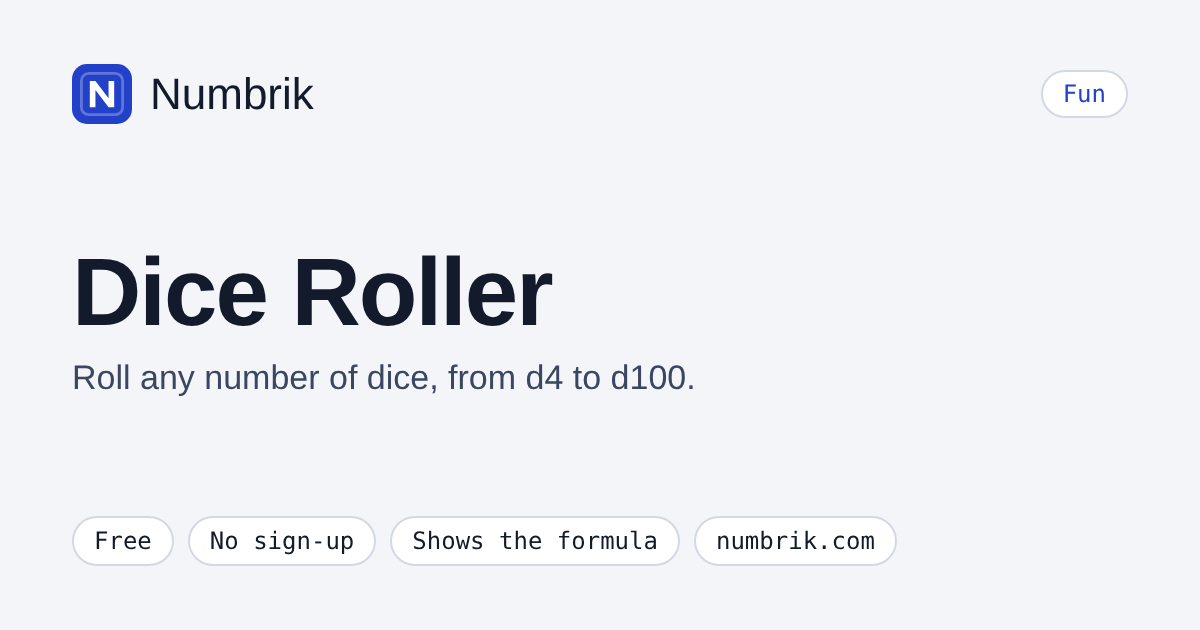 N Numbrik
Fun
Dice Roller
Roll any number of dice, from d4 to d100.
Free
No sign-up
Shows the formula
numbrik.com